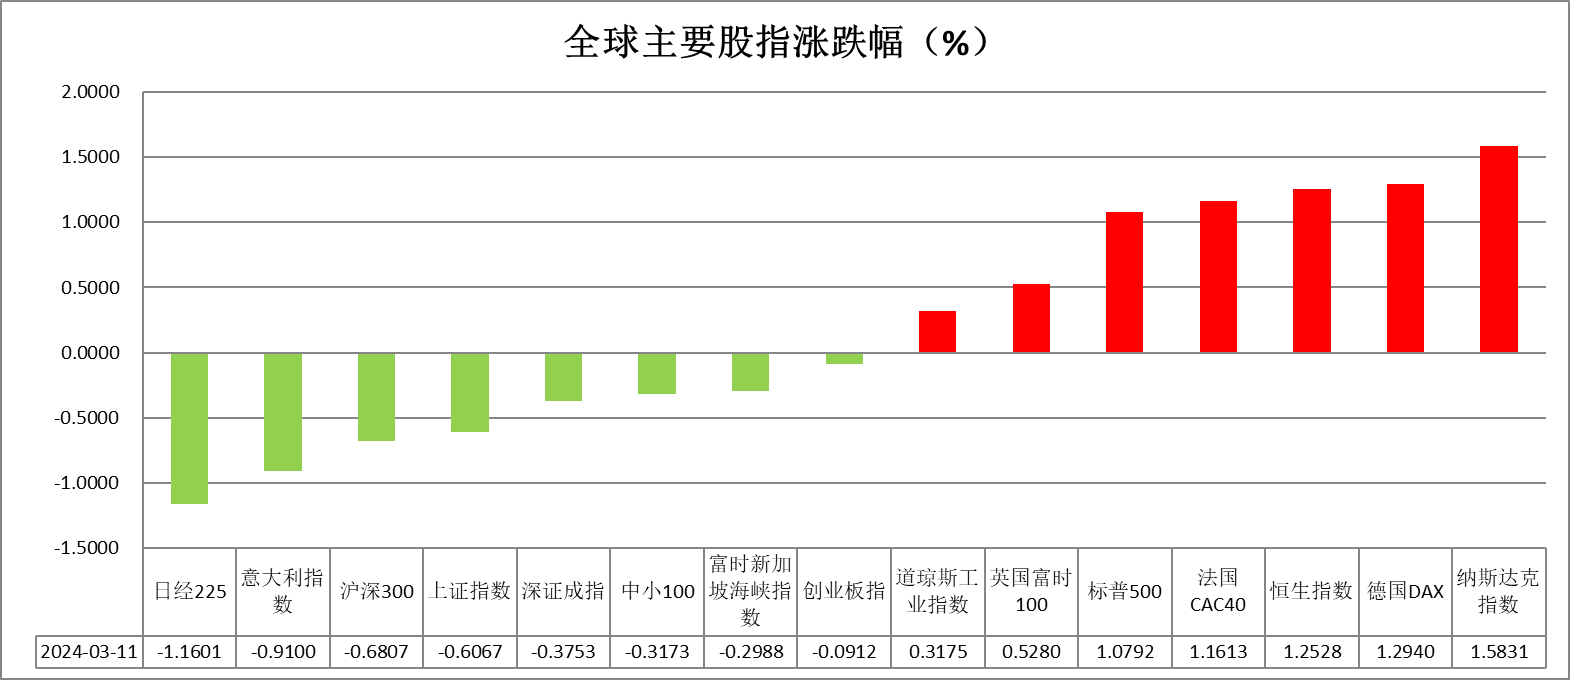 全球主要股指涨跌幅（%）
2.0000
1.5000
1.0000
0.5000
0.0000
-0.5000
-1.0000
-1.5000
日经225
意大利指
数
沪深300
上证指数
深证成指
中小100
富时新加
坡海峡指
数
创业板指
道琼斯工
业指数
英国富时
100
标普500
法国
CAC40
恒生指数
德国DAX
纳斯达克
指数
2024-03-11 -1.1601 -0.9100 -0.6807 -0.6067 -0.3753 -0.3173 -0.2988 -0.0912 0.3175 0.5280 1.0792 1.1613 1.2528 1.2940 1.5831